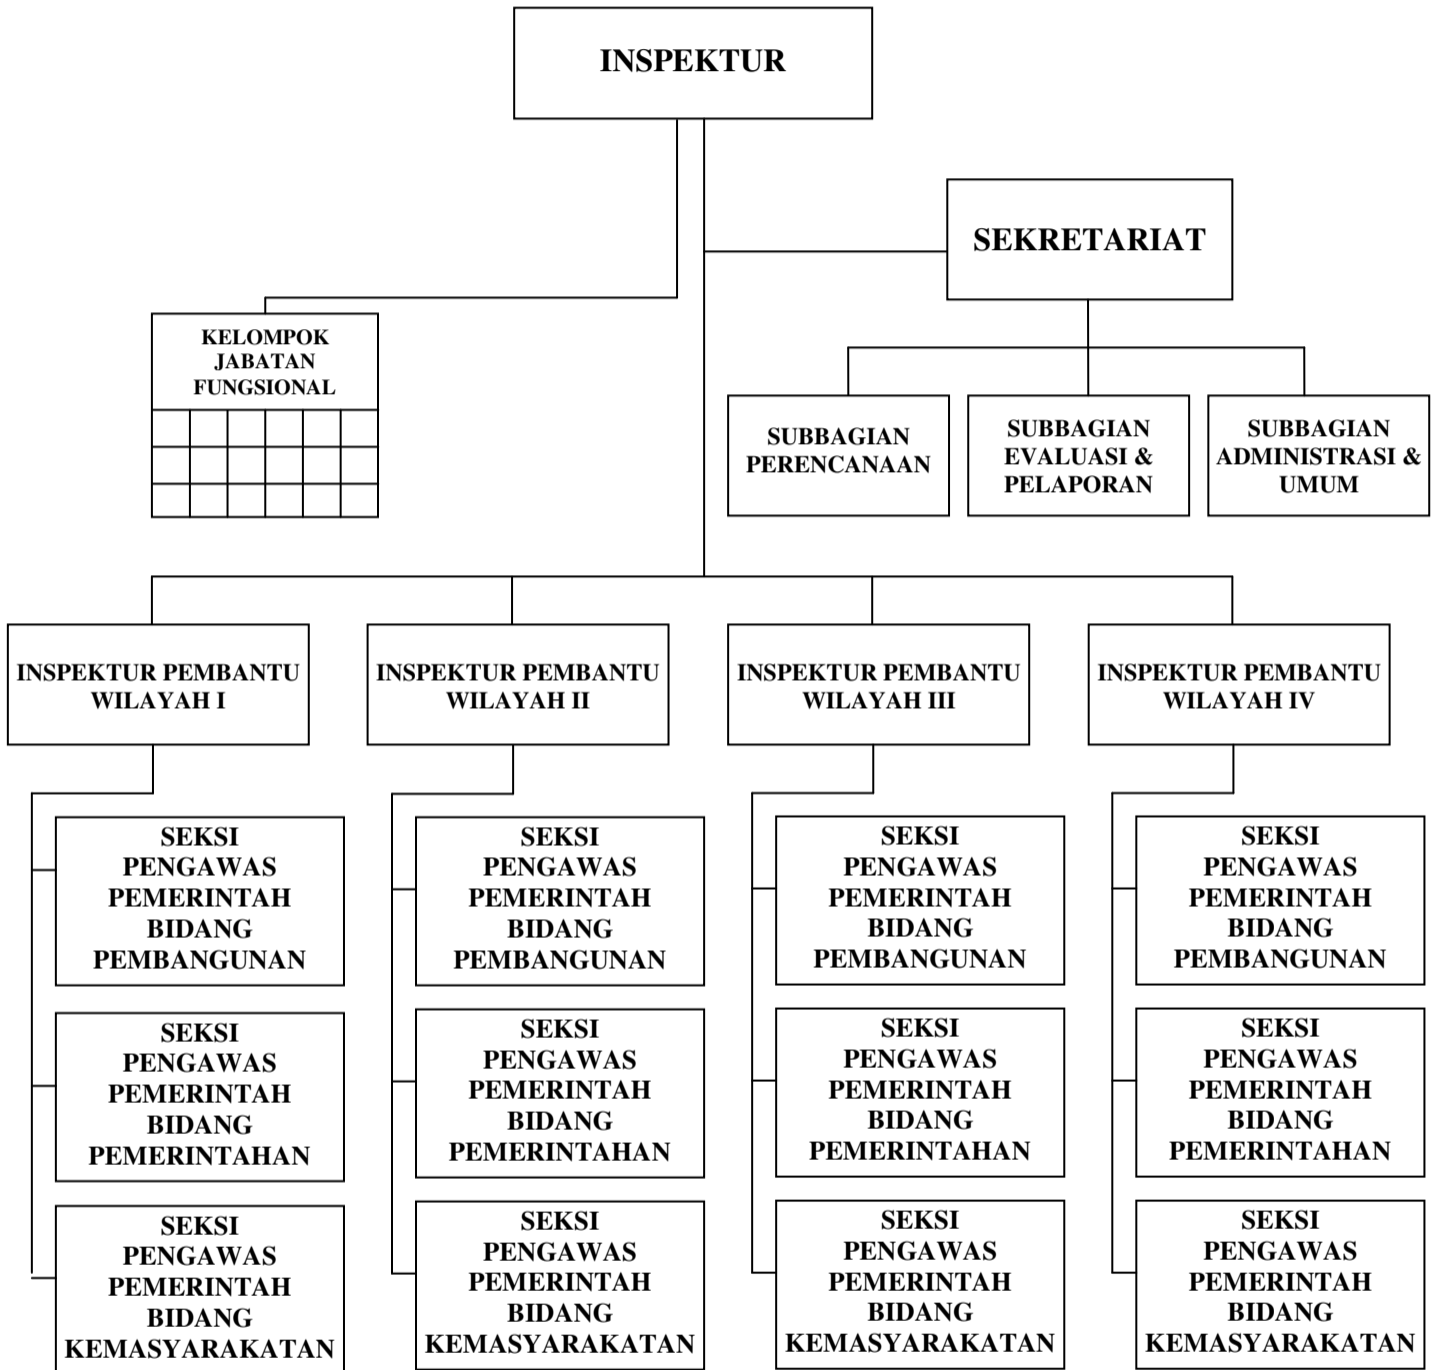 INSPEKTUR
SEKRETARIAT
KELOMPOK
JABATAN
FUNGSIONAL
SUBBAGIAN
PERENCANAAN
SUBBAGIAN
EVALUASI &
PELAPORAN
SUBBAGIAN
ADMINISTRASI &
UMUM
INSPEKTUR PEMBANTU
WILAYAH I
INSPEKTUR PEMBANTU
WILAYAH II
INSPEKTUR PEMBANTU
WILAYAH III
INSPEKTUR PEMBANTU
WILAYAH IV
SEKSI
PENGAWAS
PEMERINTAH
BIDANG
PEMBANGUNAN
SEKSI
PENGAWAS
PEMERINTAH
BIDANG
PEMBANGUNAN
SEKSI
PENGAWAS
PEMERINTAH
BIDANG
PEMBANGUNAN
SEKSI
PENGAWAS
PEMERINTAH
BIDANG
PEMBANGUNAN
SEKSI
PENGAWAS
PEMERINTAH
BIDANG
PEMERINTAHAN
SEKSI
PENGAWAS
PEMERINTAH
BIDANG
PEMERINTAHAN
SEKSI
PENGAWAS
PEMERINTAH
BIDANG
PEMERINTAHAN
SEKSI
PENGAWAS
PEMERINTAH
BIDANG
PEMERINTAHAN
SEKSI
PENGAWAS
PEMERINTAH
BIDANG
KEMASYARAKATAN
SEKSI
PENGAWAS
PEMERINTAH
BIDANG
KEMASYARAKATAN
SEKSI
PENGAWAS
PEMERINTAH
BIDANG
KEMASYARAKATAN
SEKSI
PENGAWAS
PEMERINTAH
BIDANG
KEMASYARAKATAN